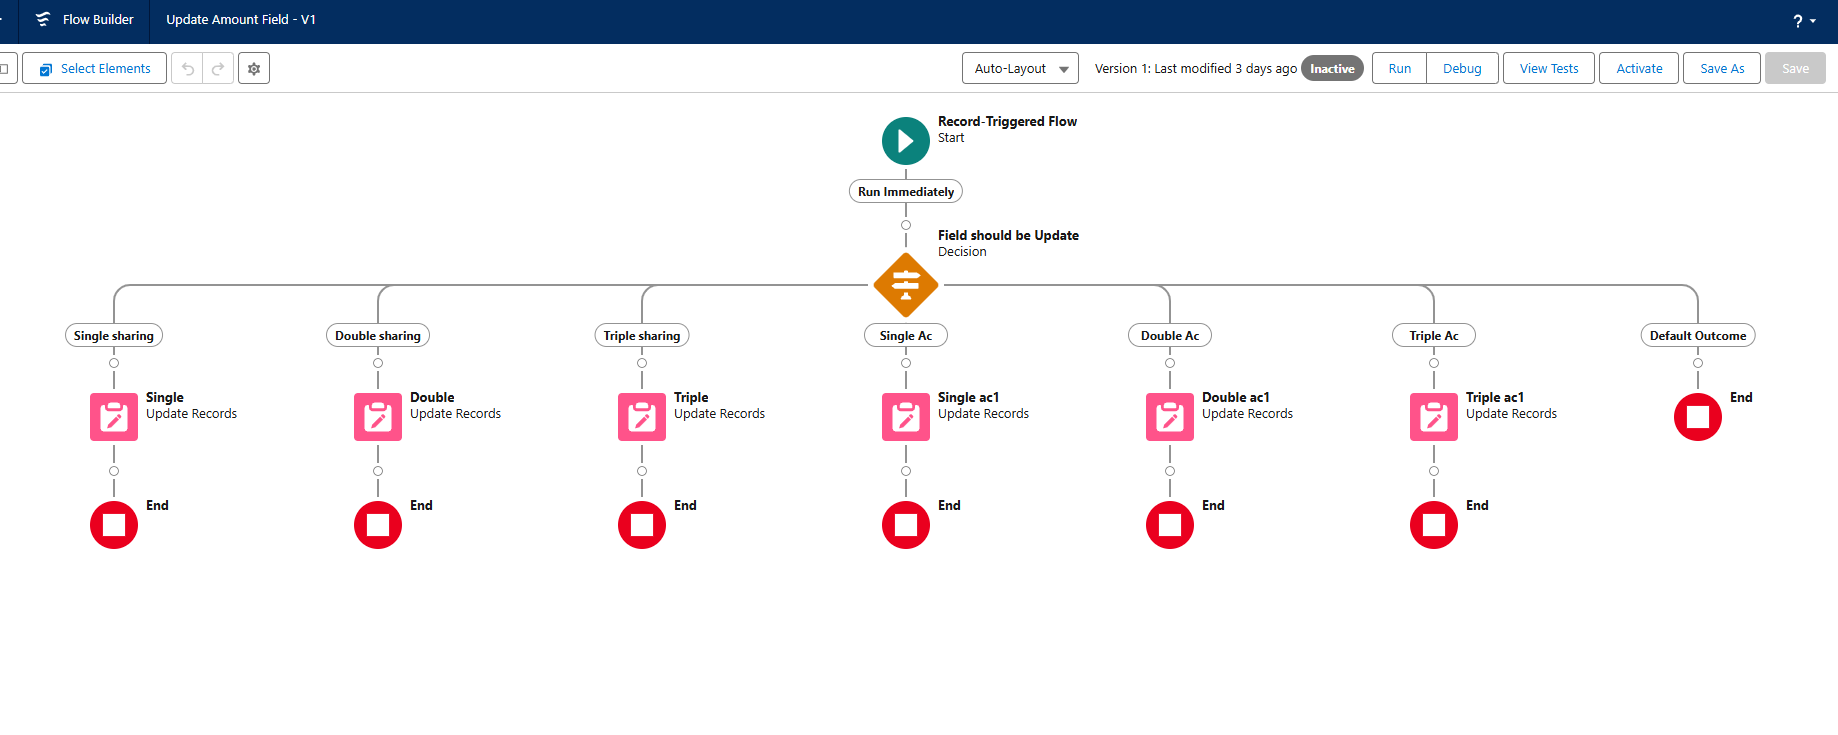 Flow Builder
Update Amount Field - V1
?
Select Elements
Auto-Layout
Version 1: Last modified 3 days ago
Inactive
Run
Debug
View Tests
Activate
Save As
Save
Record-Triggered Flow
Start
Run Immediately
Field should be Update
Decision
Single sharing
Double sharing
Triple sharing
Single Ac
Double Ac
Triple Ac
Default Outcome
Single
Update Records
Double
Update Records
Triple
Update Records
Single ac1
Update Records
Double ac1
Update Records
Triple ac1
Update Records
End
End
End
End
End
End
End